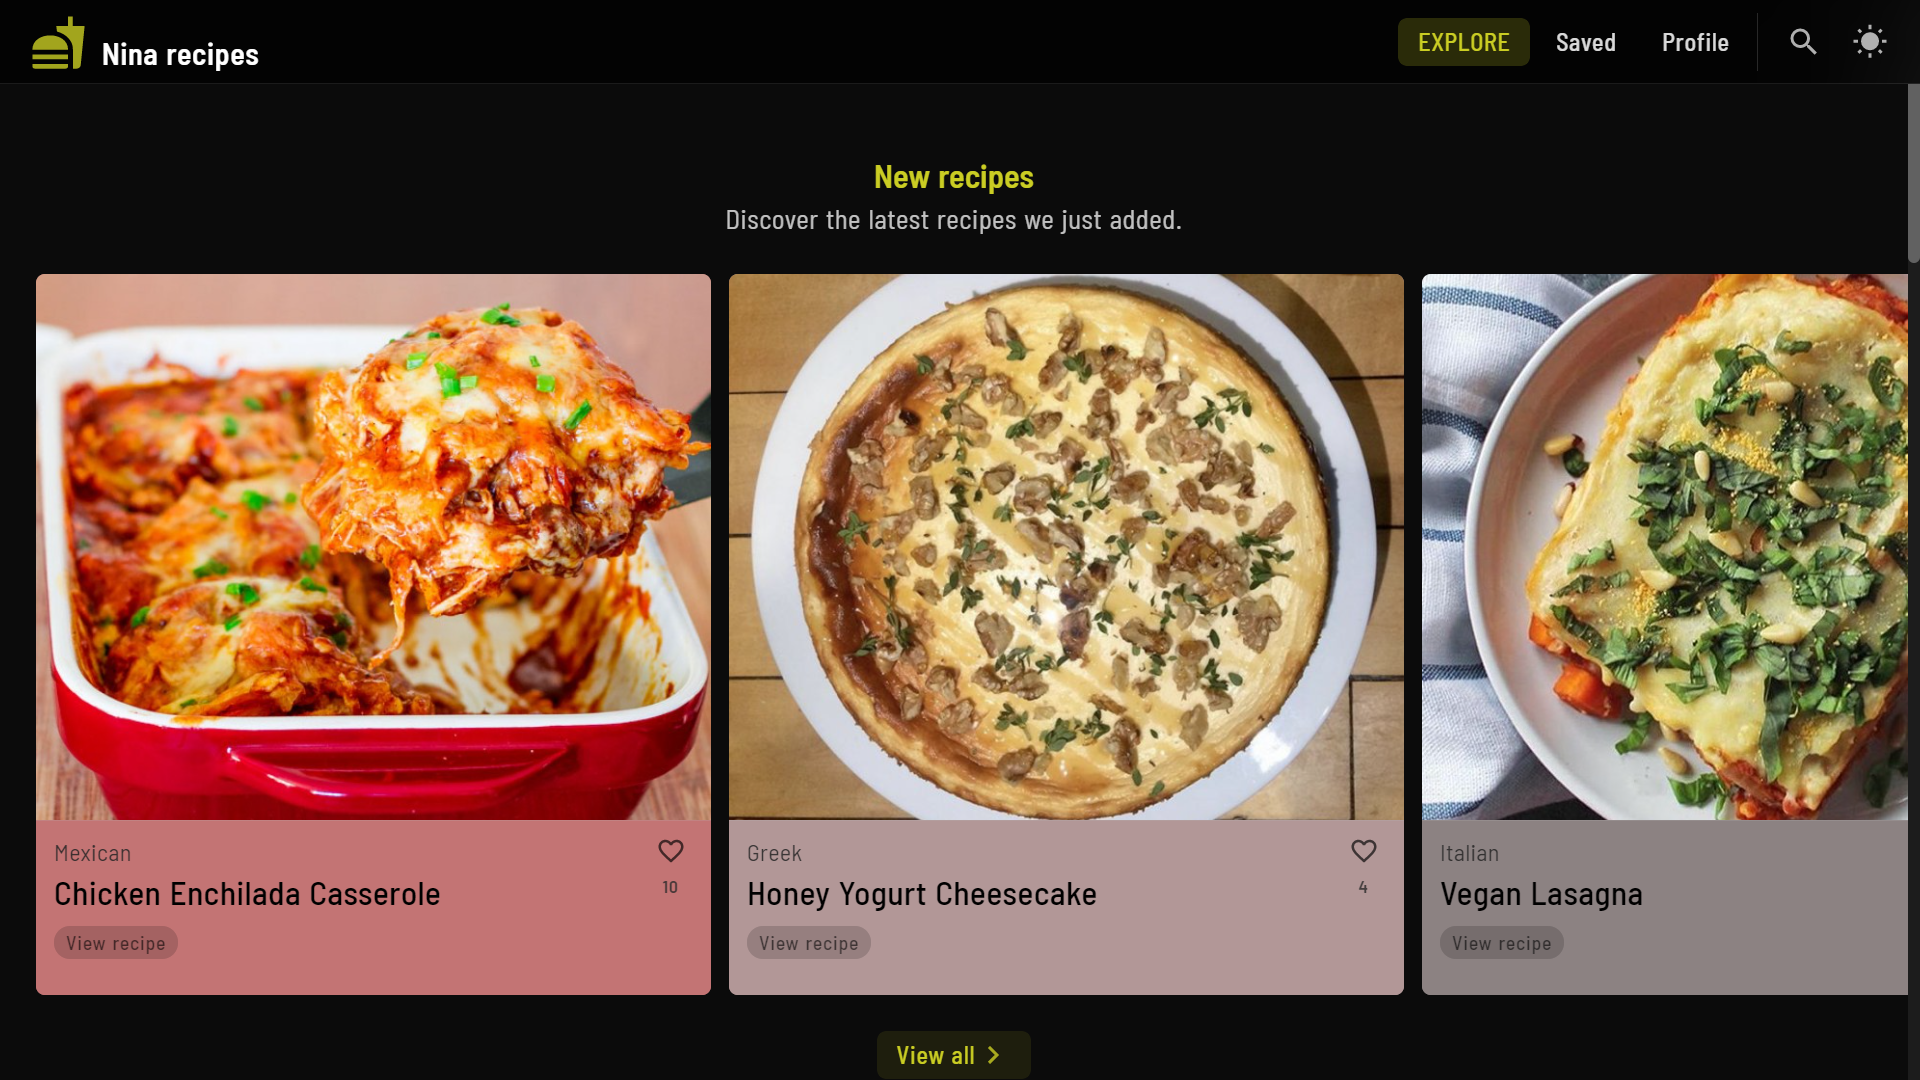 Nina recipes
EXPLORE
Saved
Profile
New recipes
Discover the latest recipes we just added.
Mexican
Chicken Enchilada Casserole
10
View recipe
Greek
Honey Yogurt Cheesecake
4
View recipe
Italian
Vegan Lasagna
View recipe
View all